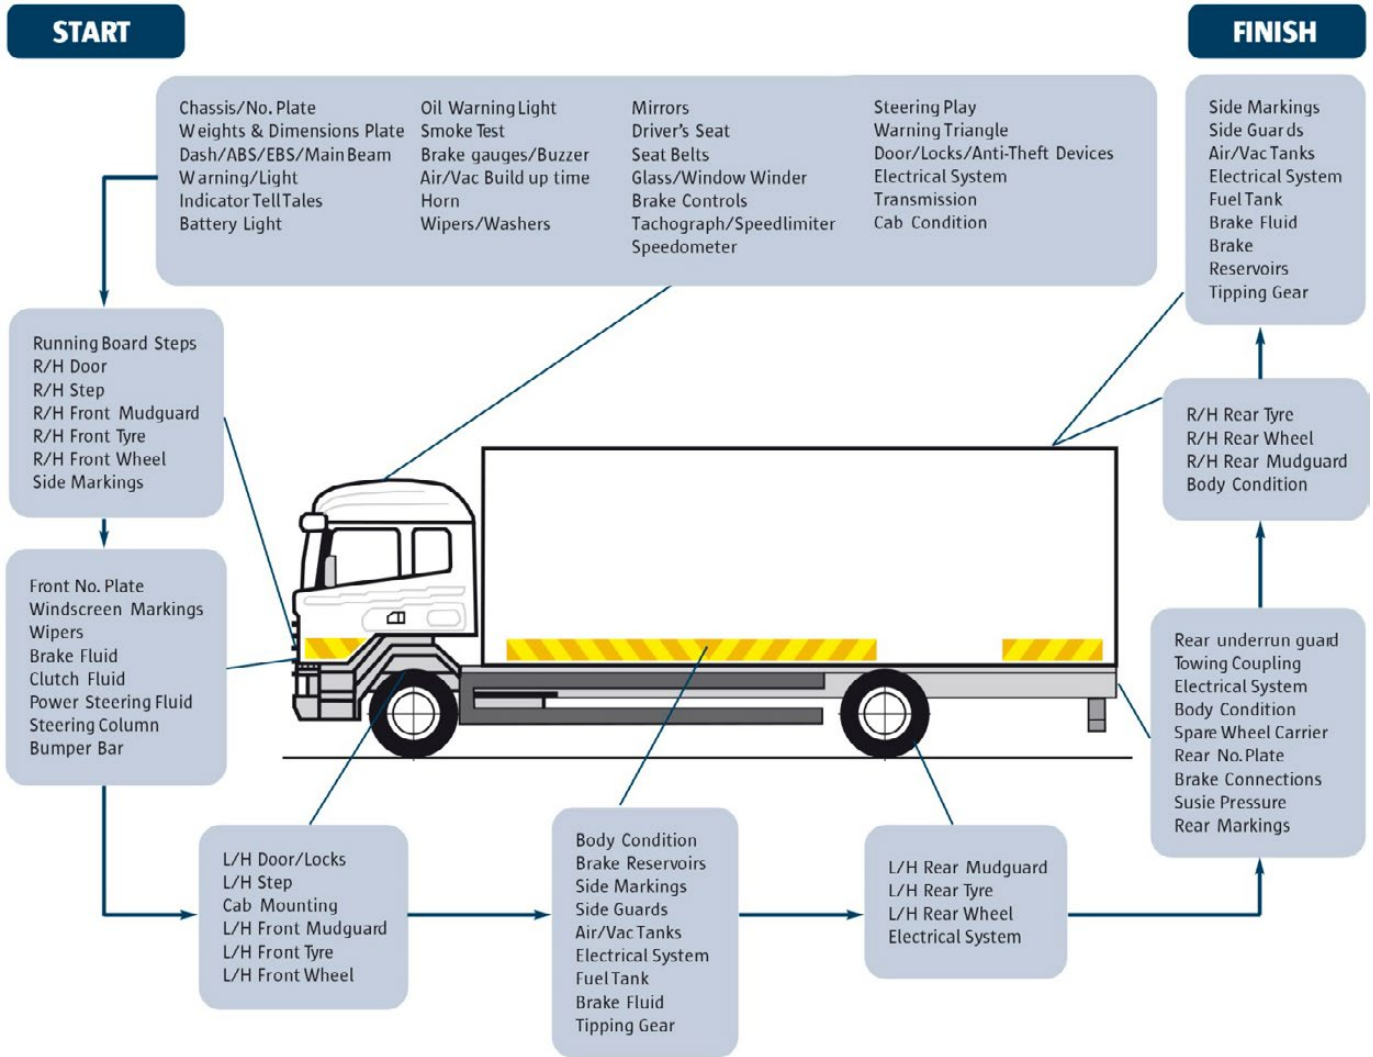 START
FINISH
Chassis/No. Plate
Weights & Dimensions Plate
Dash/ABS/EBS/Main Beam
Warning/Light
Indicator Tell Tales
Battery Light
Oil Warning Light
Smoke Test
Brake gauges/Buzzer
Air/Vac Build up time
Horn
Wipers/Washers
Mirrors
Driver's Seat
Seat Belts
Glass/Window Winder
Brake Controls
Tachograph/Speedlimiter
Speedometer
Steering Play
Warning Triangle
Door/Locks/Anti-Theft Devices
Electrical System
Transmission
Cab Condition
Running Board Steps
R/H Door
R/H Step
R/H Front Mudguard
R/H Front Tyre
R/H Front Wheel
Side Markings
Front No. Plate
Windscreen Markings
Wipers
Brake Fluid
Clutch Fluid
Power Steering Fluid
Steering Column
Bumper Bar
L/H Door/Locks
L/H Step
Cab Mounting
L/H Front Mudguard
L/H Front Tyre
L/H Front Wheel
Body Condition
Brake Reservoirs
Side Markings
Side Guards
Air/Vac Tanks
Electrical System
Fuel Tank
Brake Fluid
Tipping Gear
L/H Rear Mudguard
L/H Rear Tyre
L/H Rear Wheel
Electrical System
Rear underrun guard
Towing Coupling
Electrical System
Body Condition
Spare Wheel Carrier
Rear No. Plate
Brake Connections
Susie Pressure
Rear Markings
R/H Rear Tyre
R/H Rear Wheel
R/H Rear Mudguard
Body Condition
Side Markings
Side Guards
Air/Vac Tanks
Electrical System
Fuel Tank
Brake Fluid
Brake
Reservoirs
Tipping Gear